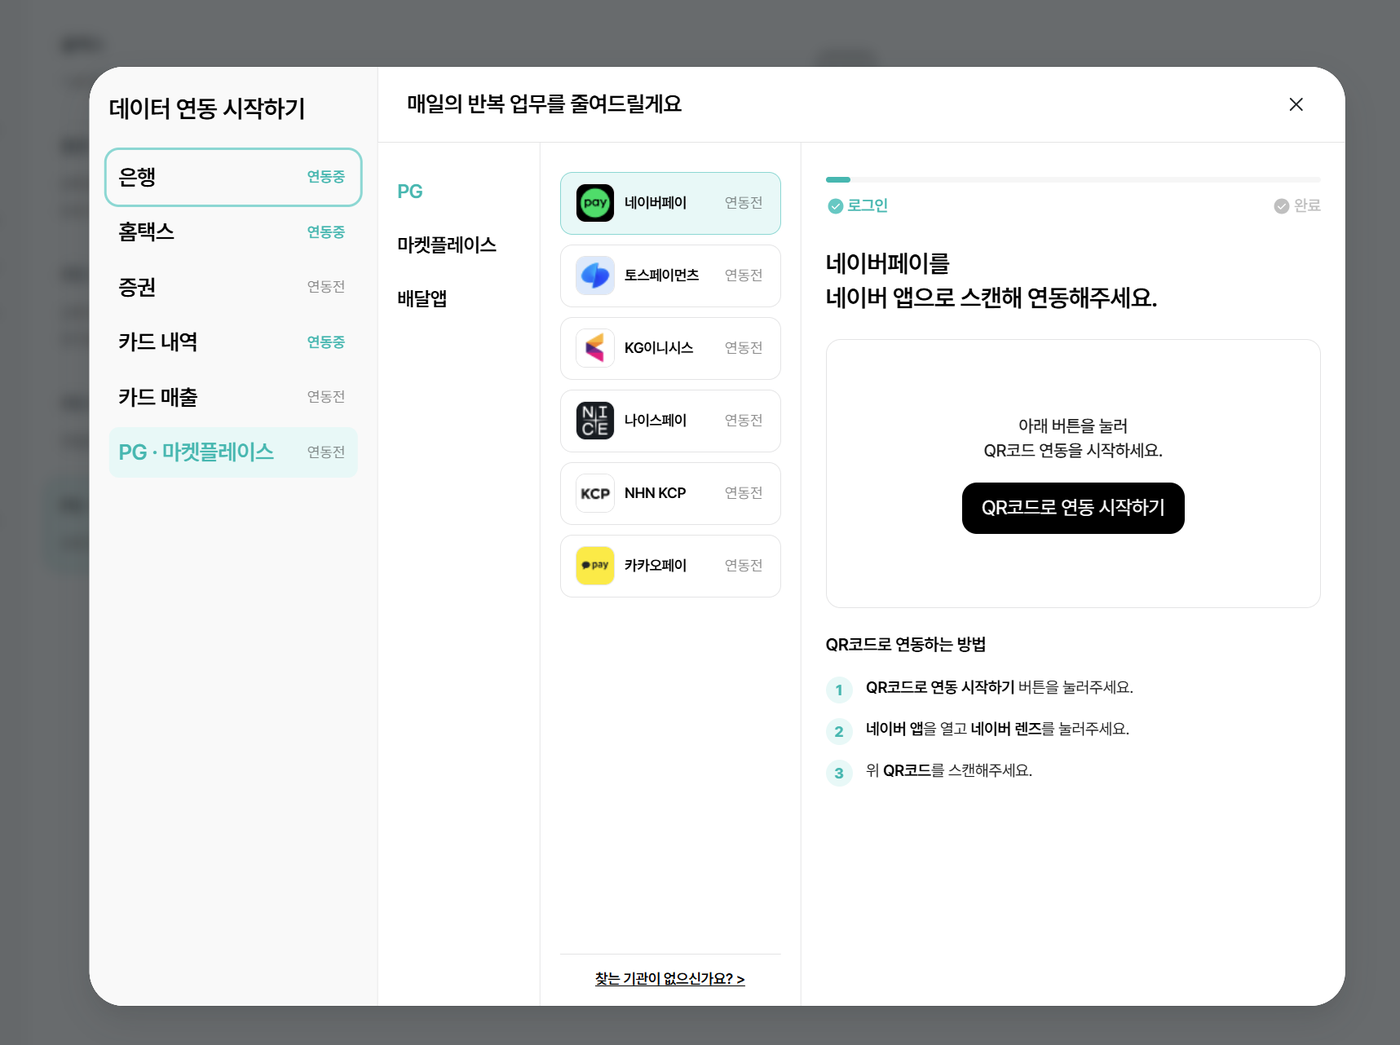 데이터 연동 시작하기
은행 연동중
홈택스 연동중
증권 연동전
카드 내역 연동중
카드 매출 연동전
PG · 마켓플레이스 연동전
매일의 반복 업무를 줄여드릴게요
PG
마켓플레이스
배달앱
pay 네이버페이 연동전
토스페이먼츠 연동전
KG이니시스 연동전
NICE 나이스페이 연동전
KCP NHN KCP 연동전
pay 카카오페이 연동전
찾는 기관이 없으신가요? >
로그인 완료
네이버페이를
네이버 앱으로 스캔해 연동해주세요.
아래 버튼을 눌러
QR코드 연동을 시작하세요.
QR코드로 연동 시작하기
QR코드로 연동하는 방법
1 QR코드로 연동 시작하기 버튼을 눌러주세요.
2 네이버 앱을 열고 네이버 렌즈를 눌러주세요.
3 위 QR코드를 스캔해주세요.